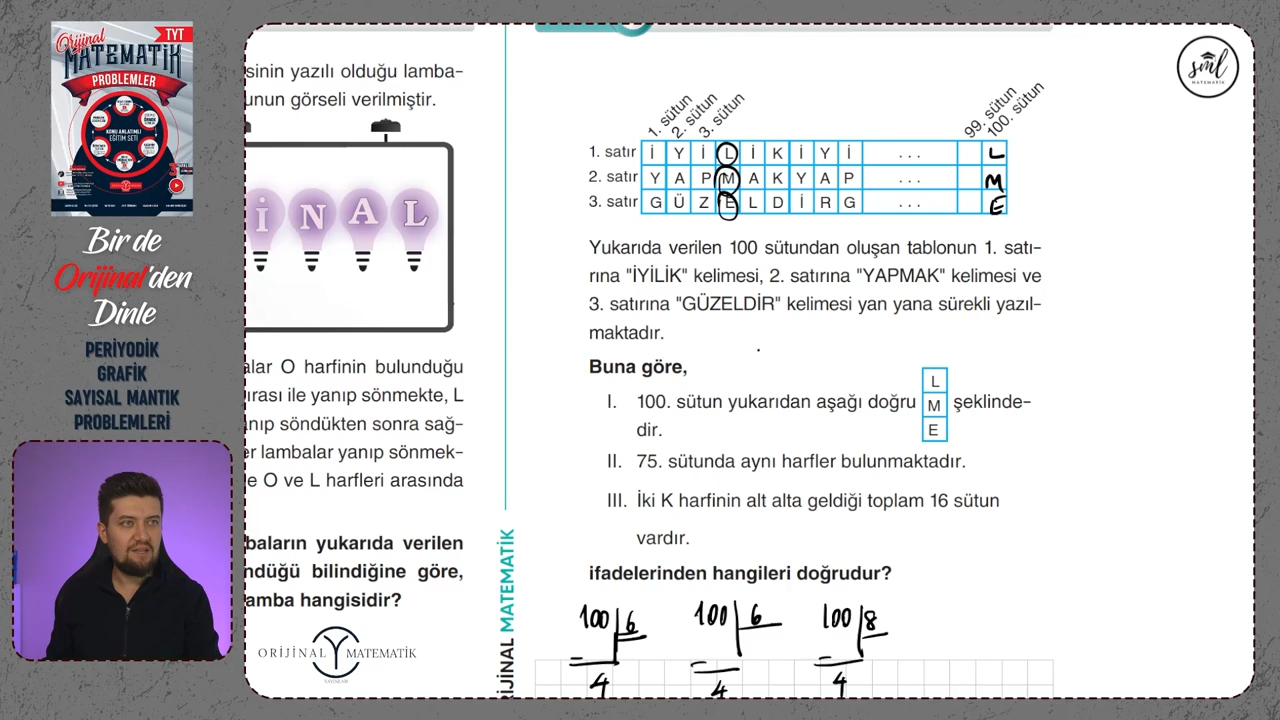 TYT
Orijinal
MATEMATİK
PROBLEMLER
KONU ANLATIMLI
EĞİTİM SETİ
Bir de
Orijinal'den
Dinle
PERİYODİK
GRAFİK
SAYISAL MANTIK
PROBLEMLERİ
sinin yazılı olduğu lamba-
unun görseli verilmiştir.
İ N A L
alar O harfinin bulunduğu
ırası ile yanıp sönmekte, L
anıp söndükten sonra sağ-
er lambalar yanıp sönmek-
e O ve L harfleri arasında
baların yukarıda verilen
ndüğü bilindiğine göre,
amba hangisidir?
ORİJİNAL MATEMATİK
YAYINLARI
RİJİNAL MATEMATİK
sml
MATEMATİK
1. sütun
2. sütun
3. sütun
99. sütun
100. sütun
1. satır İ Y İ L İ K İ Y İ ... L
2. satır Y A P M A K Y A P ... M
3. satır G Ü Z E L D İ R G ... E
Yukarıda verilen 100 sütundan oluşan tablonun 1. satı-
rına "İYİLİK" kelimesi, 2. satırına "YAPMAK" kelimesi ve
3. satırına "GÜZELDİR" kelimesi yan yana sürekli yazıl-
maktadır.
Buna göre,
L
I. 100. sütun yukarıdan aşağı doğru M şeklinde-
dir.
E
II. 75. sütunda aynı harfler bulunmaktadır.
III. İki K harfinin alt alta geldiği toplam 16 sütun
vardır.
ifadelerinden hangileri doğrudur?
100 6 100 6 100 8
4 4 4